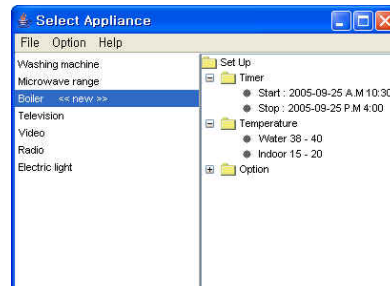 Select Appliance
File Option Help
Washing machine
Microwave range
Boiler << new >>
Television
Video
Radio
Electric light
Set Up
Timer
Start : 2005-09-25 A.M 10:30
Stop : 2005-09-25 P.M 4:00
Temperature
Water 38 - 40
Indoor 15 - 20
Option